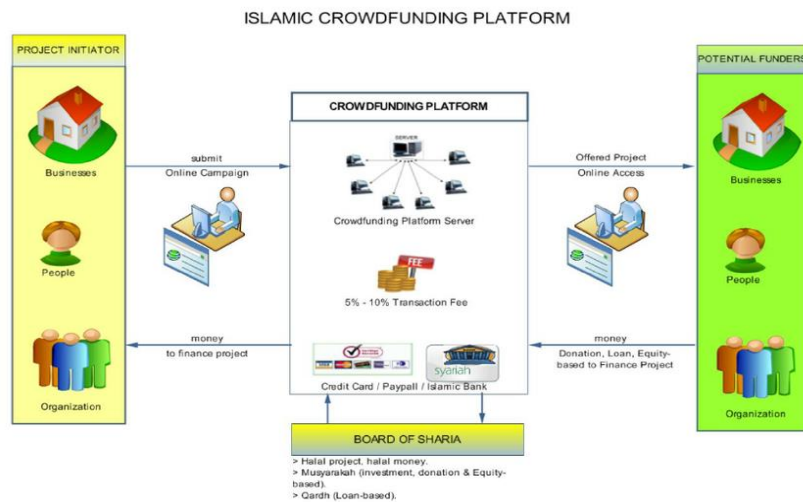 ISLAMIC CROWDFUNDING PLATFORM
PROJECT INITIATOR
Businesses
People
Organization
submit
Online Campaign
money
to finance project
CROWDFUNDING PLATFORM
SERVER
Crowdfunding Platform Server
FEE
5% - 10% Transaction Fee
syariah
Credit Card / Paypall / Islamic Bank
BOARD OF SHARIA
> Halal project, halal money.
> Musyarakah (investment, donation & Equity-
based).
> Qardh (Loan-based).
Offered Project
Online Access
money
Donation, Loan, Equity-
based to Finance Project
POTENTIAL FUNDERS
Businesses
People
Organization